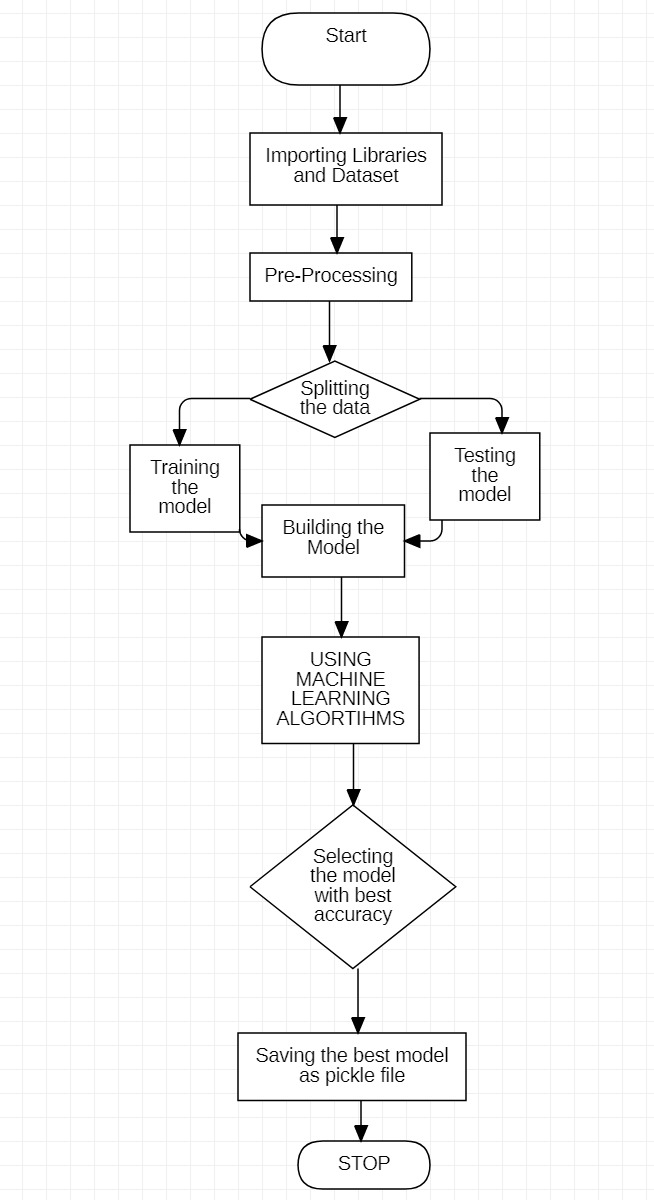 Start
Importing Libraries
and Dataset
Pre-Processing
Splitting
the data
Training
the
model
Testing
the
model
Building the
Model
USING
MACHINE
LEARNING
ALGORTIHMS
Selecting
the model
with best
accuracy
Saving the best model
as pickle file
STOP